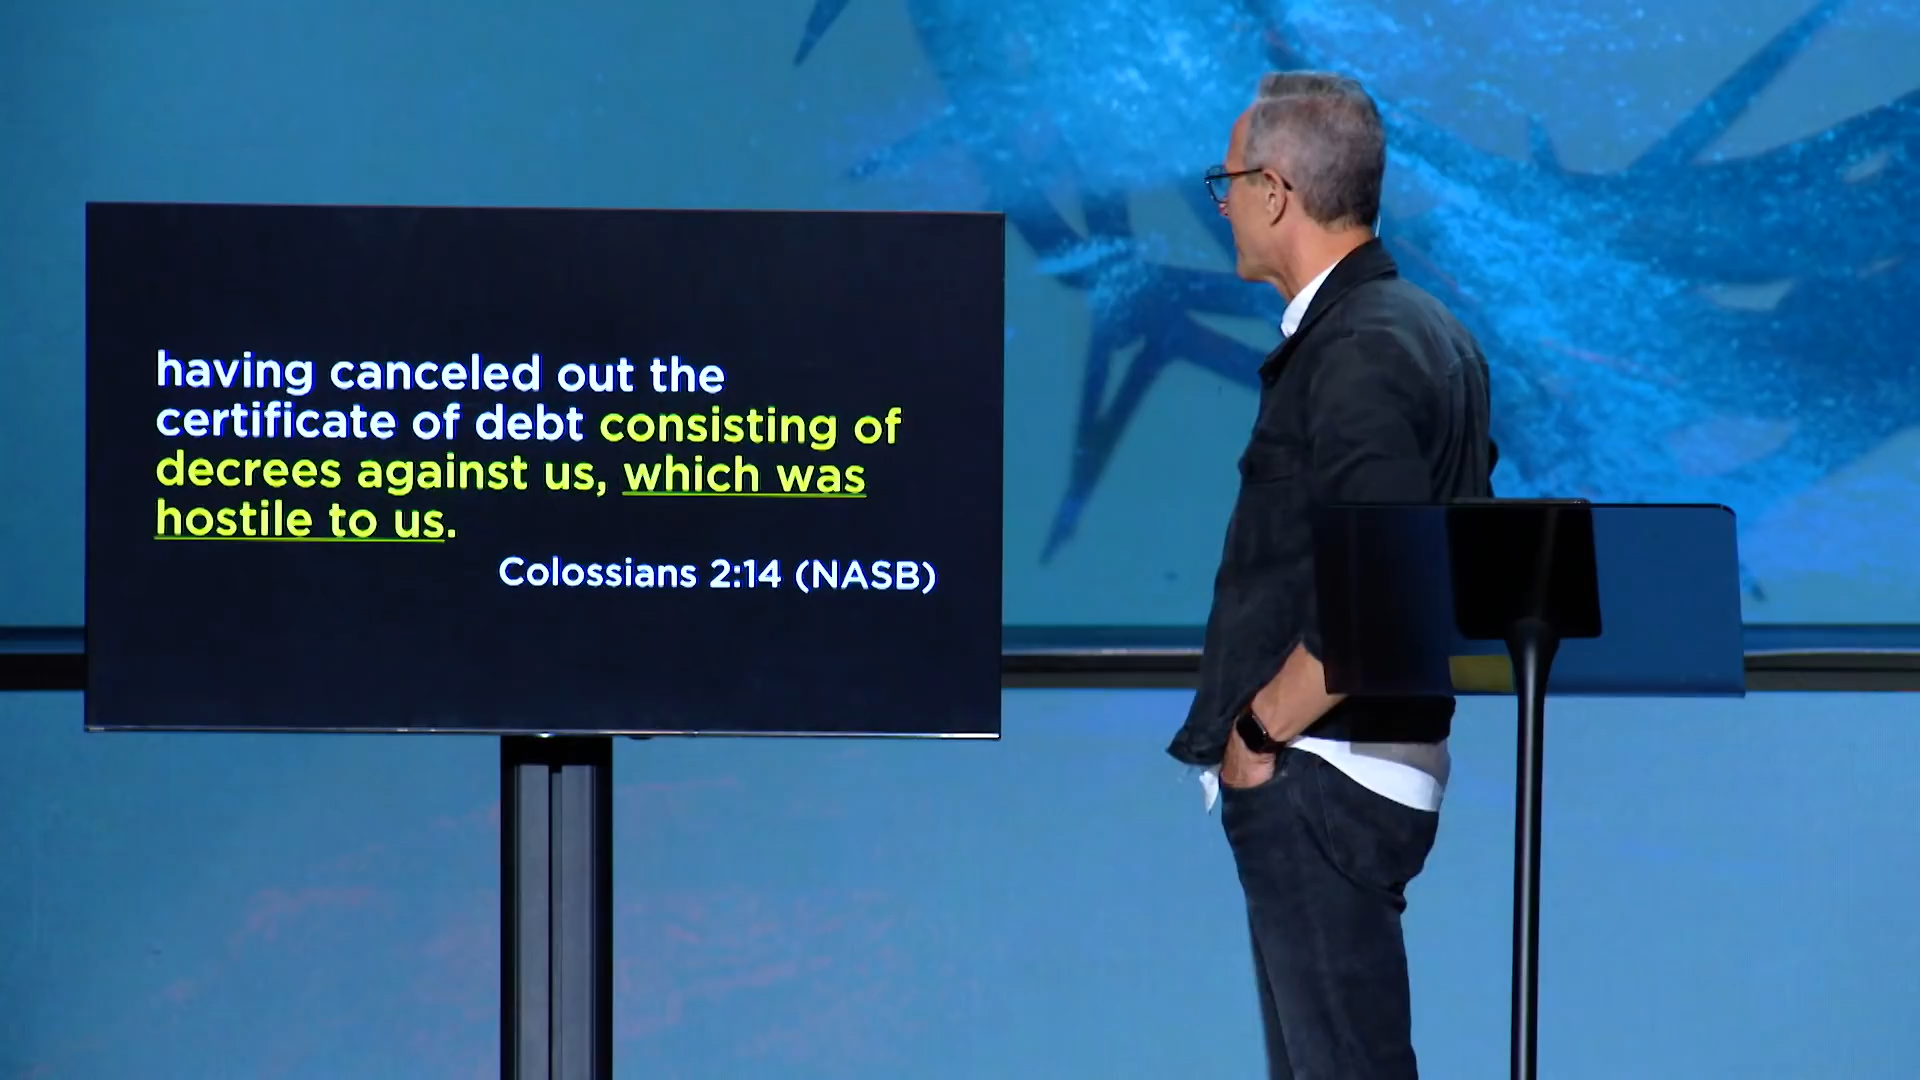 having canceled out the
certificate of debt consisting of
decrees against us, which was
hostile to us.
Colossians 2:14 (NASB)